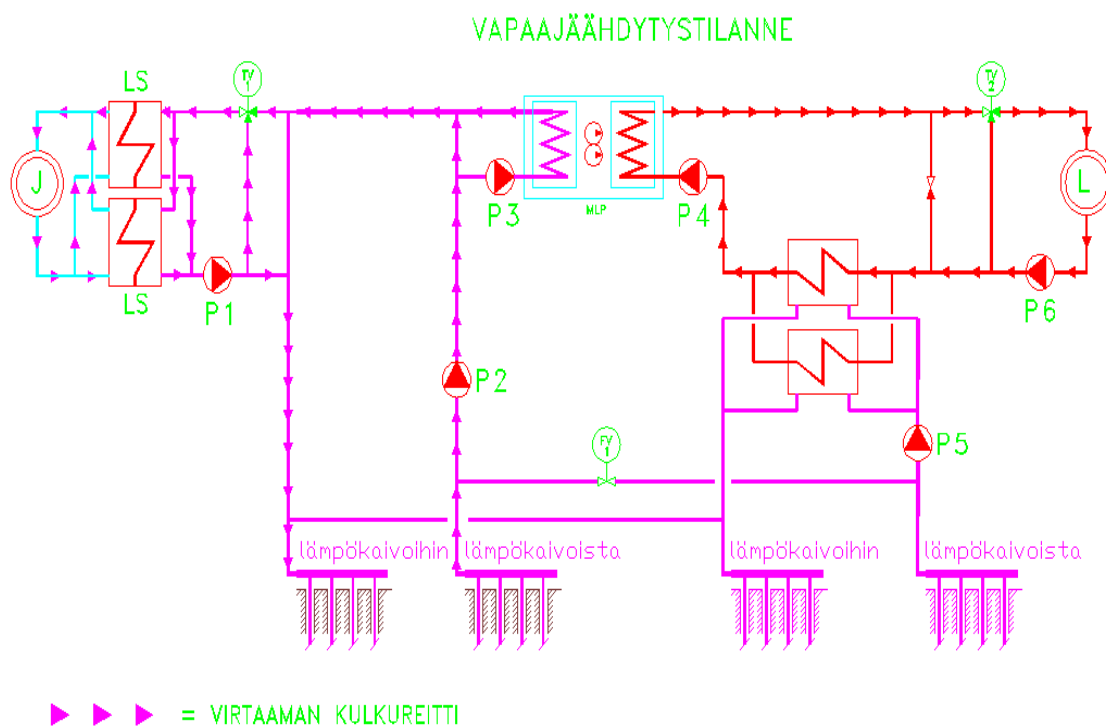 VAPAAJÄÄHDYTYSTILANNE
LS
TV
1
TV
2
J
L
P3
MLP
P4
LS
P1
P6
P2
FV
1
P5
lämpökaivoihin
lämpökaivoista
lämpökaivoihin
lämpökaivoista
= VIRTAAMAN KULKUREITTI